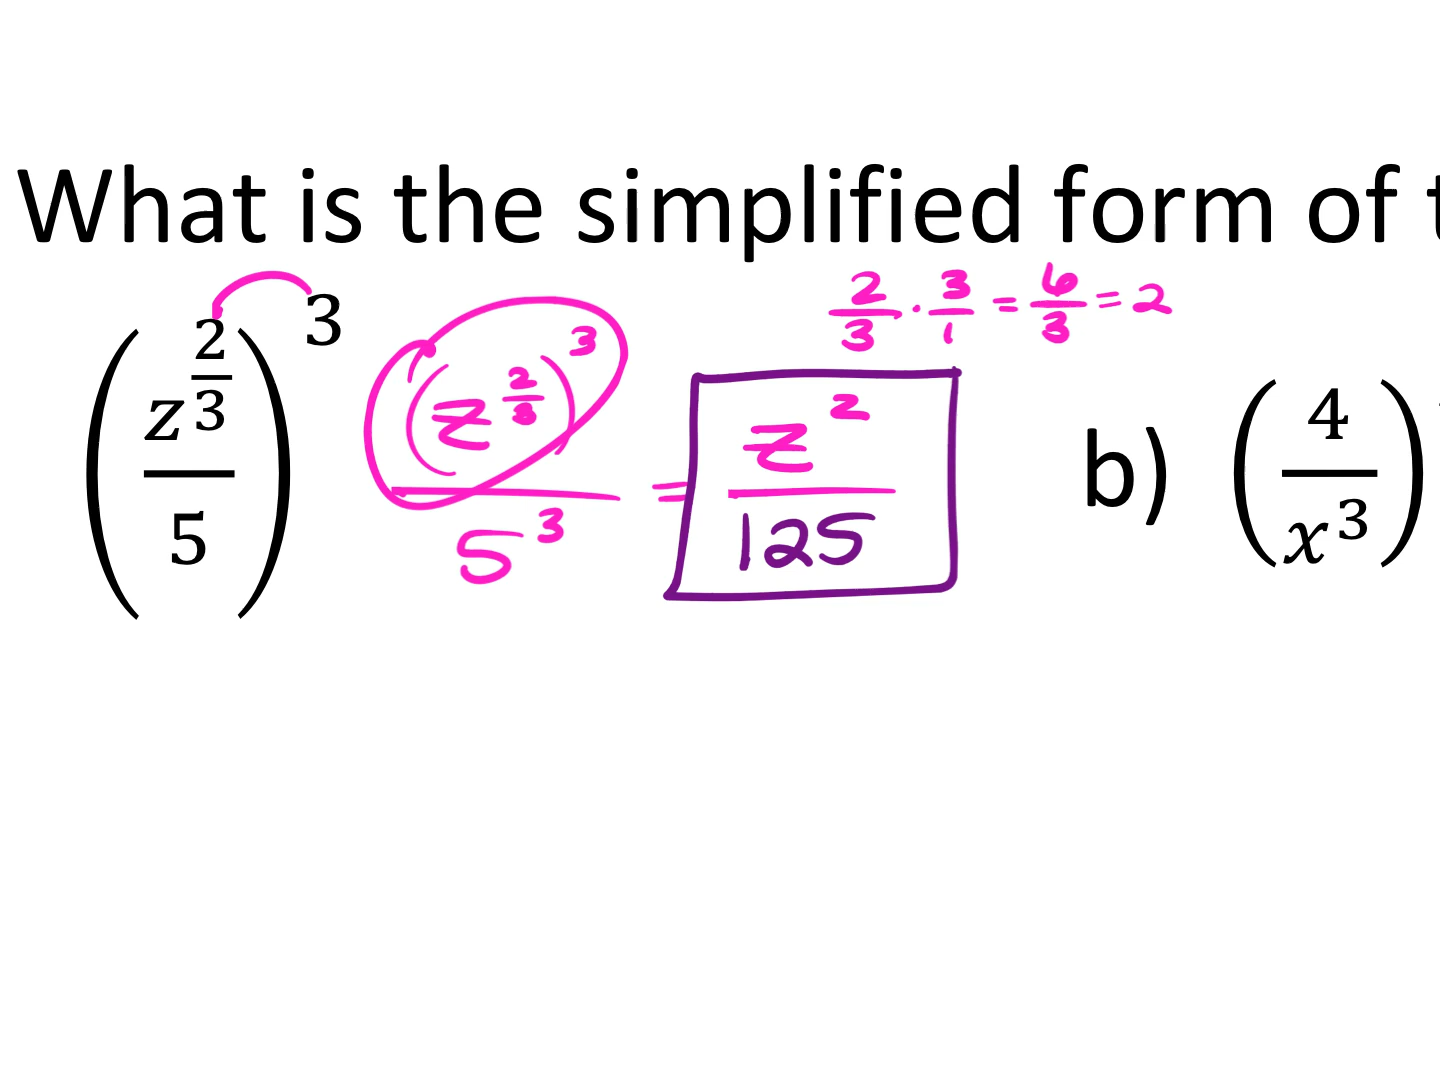 What is the simplified form of t
2/3 · 3/1 = 6/3 = 2
(z^(2/3)/5)^3 (z^(2/3))^3/5^3 = z^2/125
b) (4/x^3)